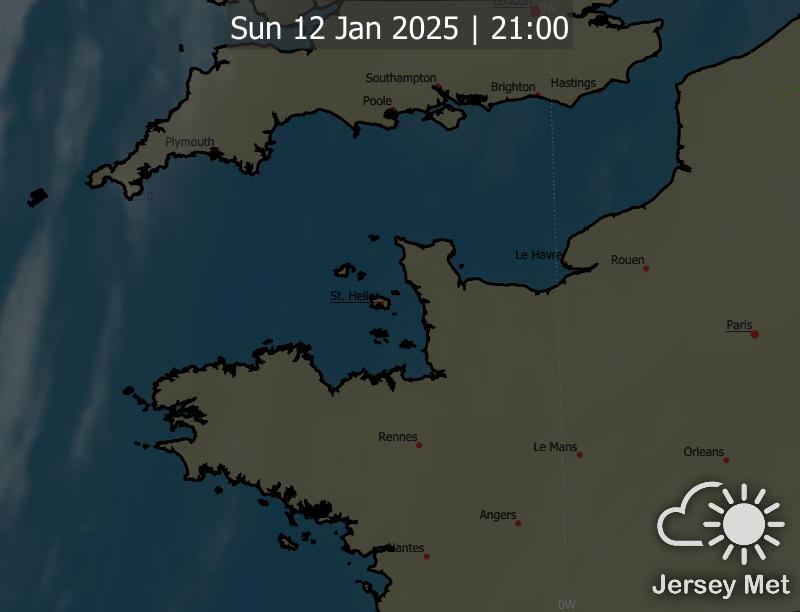 London
0W
Sun 12 Jan 2025 | 21:00
Southampton
Brighton
Hastings
Poole
Plymouth
50
Le Havre
Rouen
St. Helier
Paris
Rennes
Le Mans
Orleans
Angers
Nantes
Jersey Met
0W